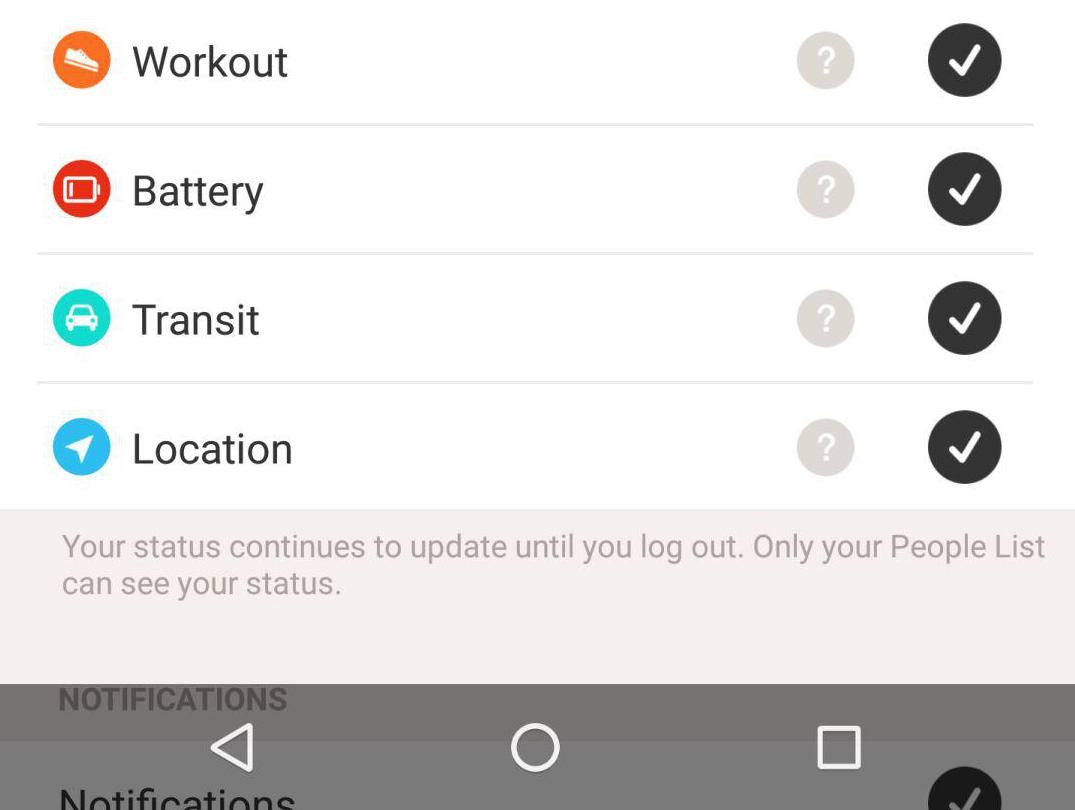 Workout
?
Battery
?
Transit
?
Location
?
Your status continues to update until you log out. Only your People List
can see your status.
NOTIFICATIONS
Notifications